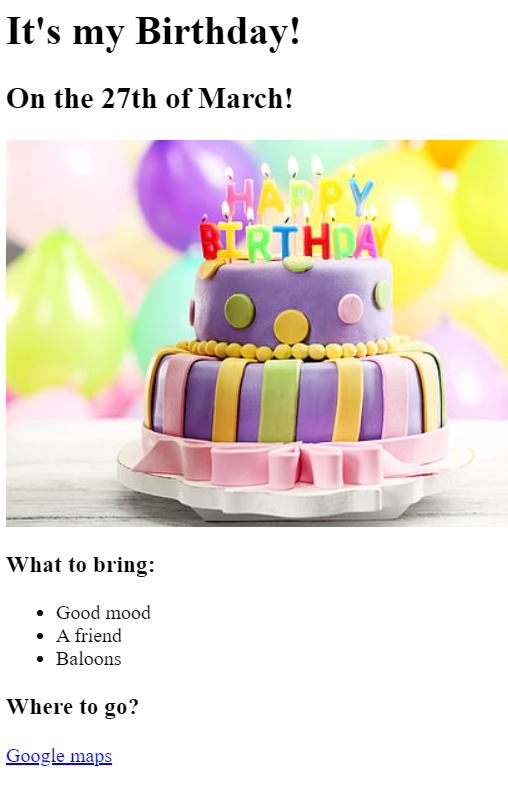 It's my Birthday!
On the 27th of March!
HAPPY
BIRTHDAY
What to bring:
Good mood
A friend
Baloons
Where to go?
Google maps